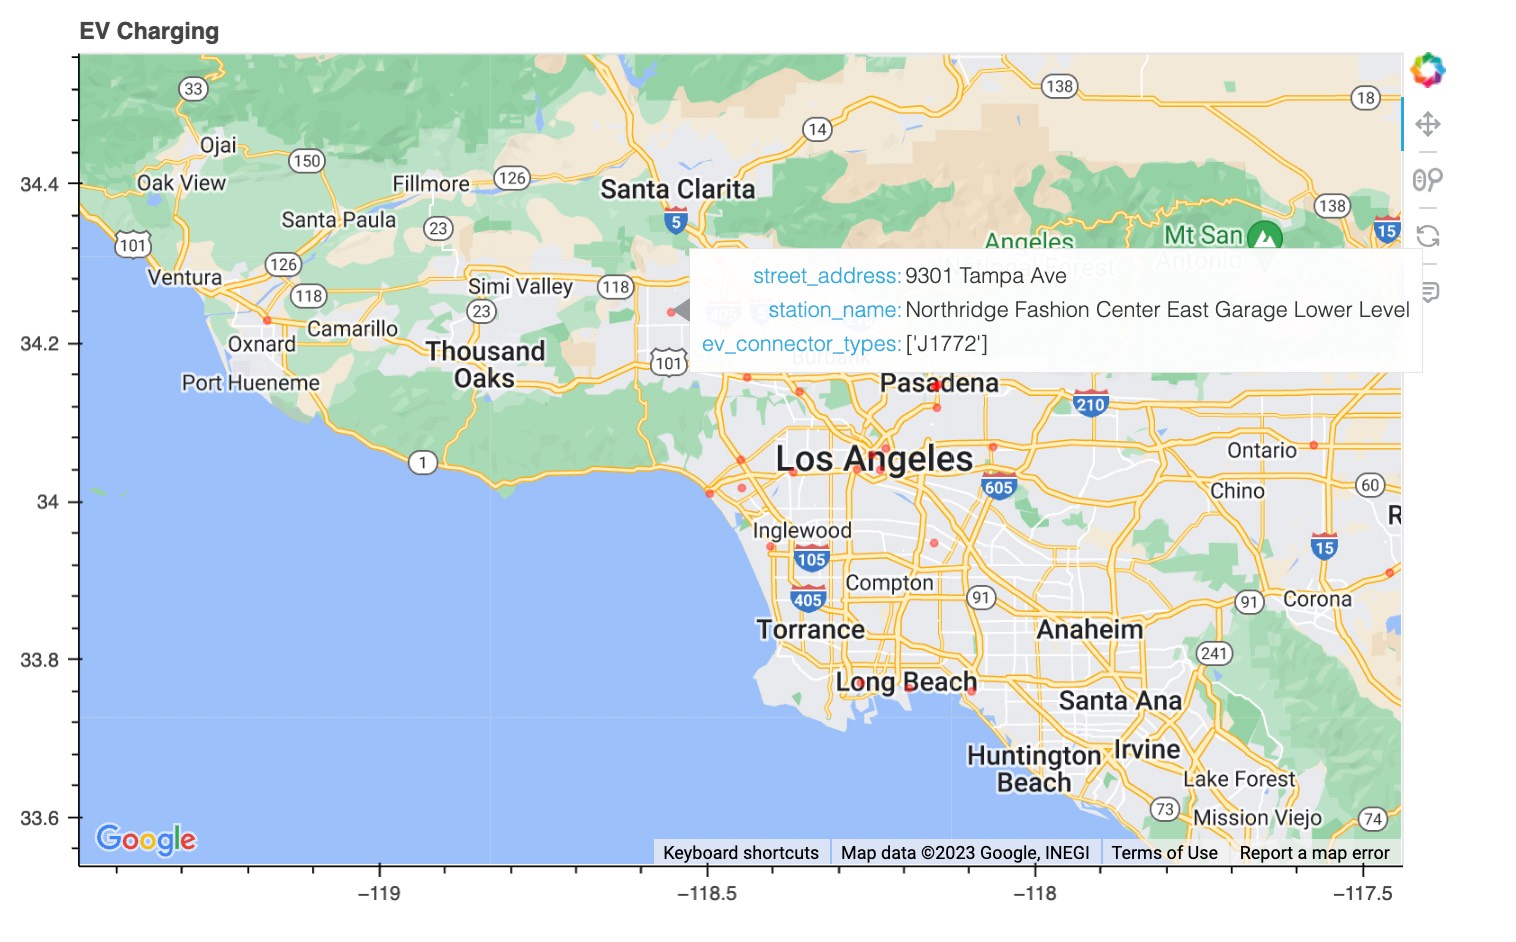 EV Charging
33
138
18
14
Ojai
150
34.4
Oak View
Fillmore
126
Santa Clarita
138
Santa Paula
5
23
101
Angeles
Mt San
15
126
Ventura
street_address: 9301 Tampa Ave
Simi Valley
118
118
23
station_name: Northridge Fashion Center East Garage Lower Level
Camarillo
34.2
Oxnard
ev_connector_types: ['J1772']
Thousand
Oaks
101
Port Hueneme
Pasadena
210
Los Angeles
Ontario
1
605
Chino
60
34
R
Inglewood
105
15
Compton
405
91
91
Corona
Torrance
Anaheim
241
33.8
Long Beach
Santa Ana
Huntington
Beach
Irvine
Lake Forest
73
Mission Viejo
74
33.6
Google
Keyboard shortcuts
Map data ©2023 Google, INEGI
Terms of Use
Report a map error
−119
−118.5
−118
−117.5